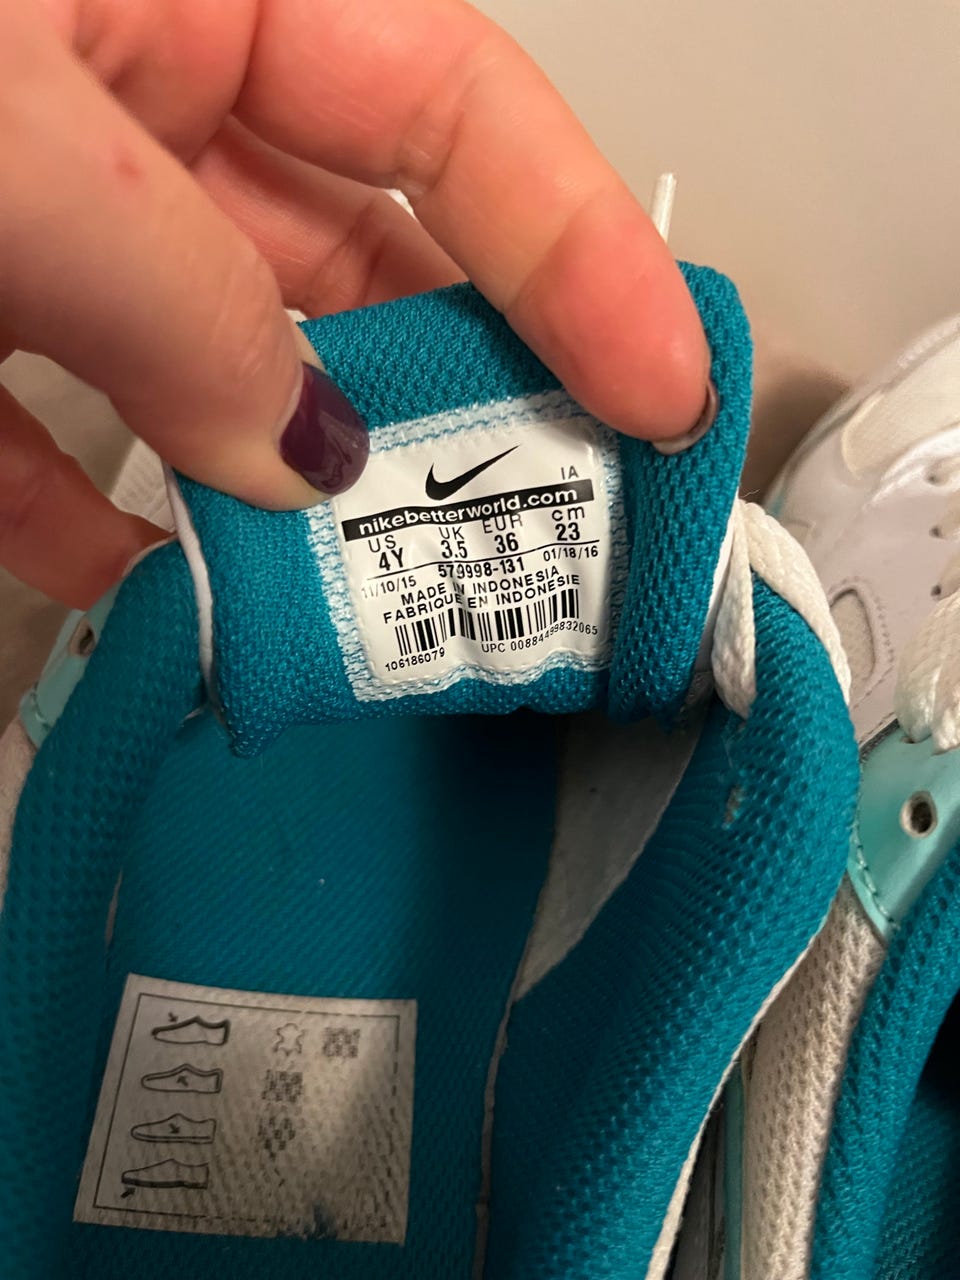 IA
nikebetterworld.com
US UK EUR cm
4Y 3.5 36 23
11/10/15 579998-131 01/18/16
MADE IN INDONESIA
FABRIQUE EN INDONESIE
106186079 UPC 00884499832065